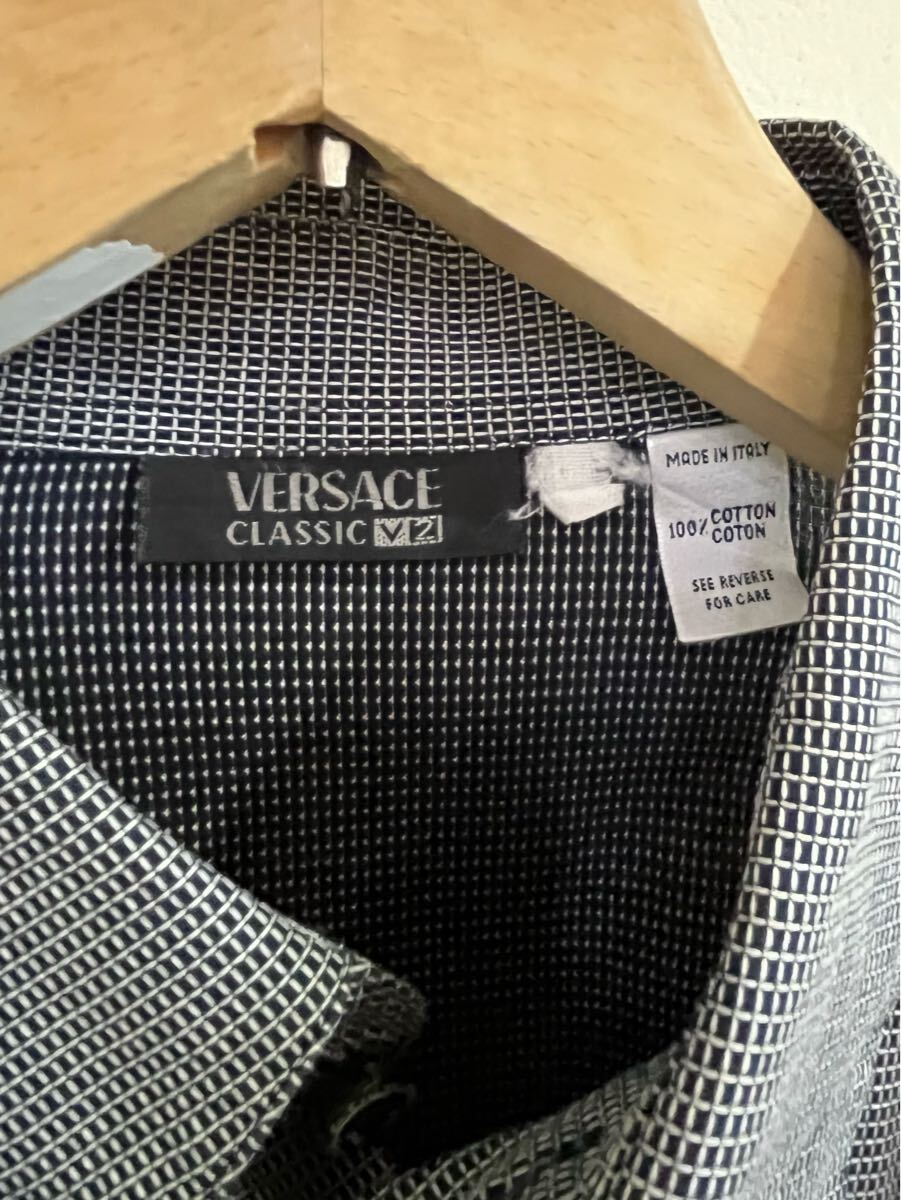 VERSACE
CLASSIC V2
MADE IN ITALY
100% COTTON
COTON
SEE REVERSE
FOR CARE